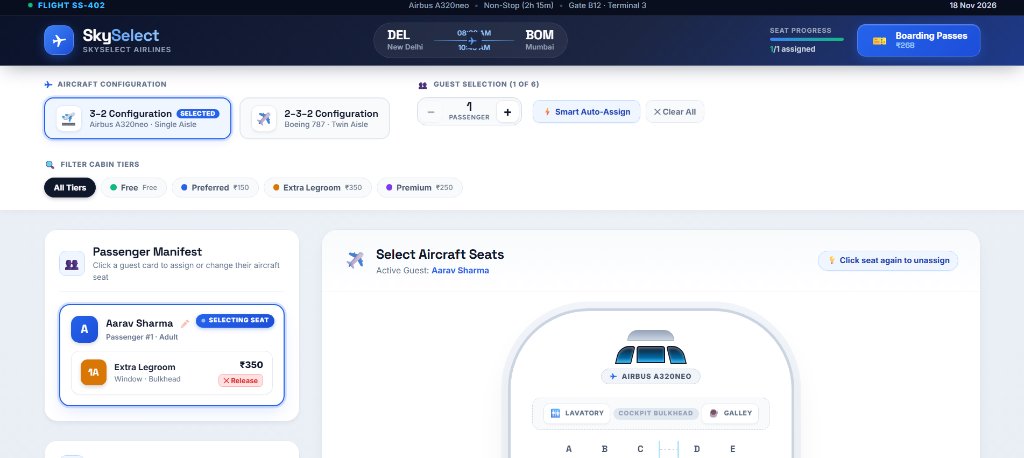 FLIGHT SS-402
Airbus A320neo • Non-Stop (2h 15m) • Gate B12 · Terminal 3
18 Nov 2026
SkySelect
SKYSELECT AIRLINES
DEL
New Delhi
BOM
Mumbai
SEAT PROGRESS
1/1 assigned
Boarding Passes
AIRCRAFT CONFIGURATION
3–2 Configuration SELECTED
Airbus A320neo · Single Aisle
2–3–2 Configuration
Boeing 787 · Twin Aisle
GUEST SELECTION (1 OF 6)
− 1 +
PASSENGER
Smart Auto-Assign
✕ Clear All
FILTER CABIN TIERS
All Tiers
Free Free
Preferred ₹150
Extra Legroom ₹350
Premium ₹250
Passenger Manifest
Click a guest card to assign or change their aircraft
seat
A
Aarav Sharma
SELECTING SEAT
Passenger #1 · Adult
1A
Extra Legroom
Window · Bulkhead
₹350
✕ Release
Select Aircraft Seats
Active Guest: Aarav Sharma
Click seat again to unassign
AIRBUS A320NEO
LAVATORY
COCKPIT BULKHEAD
GALLEY
A B C D E